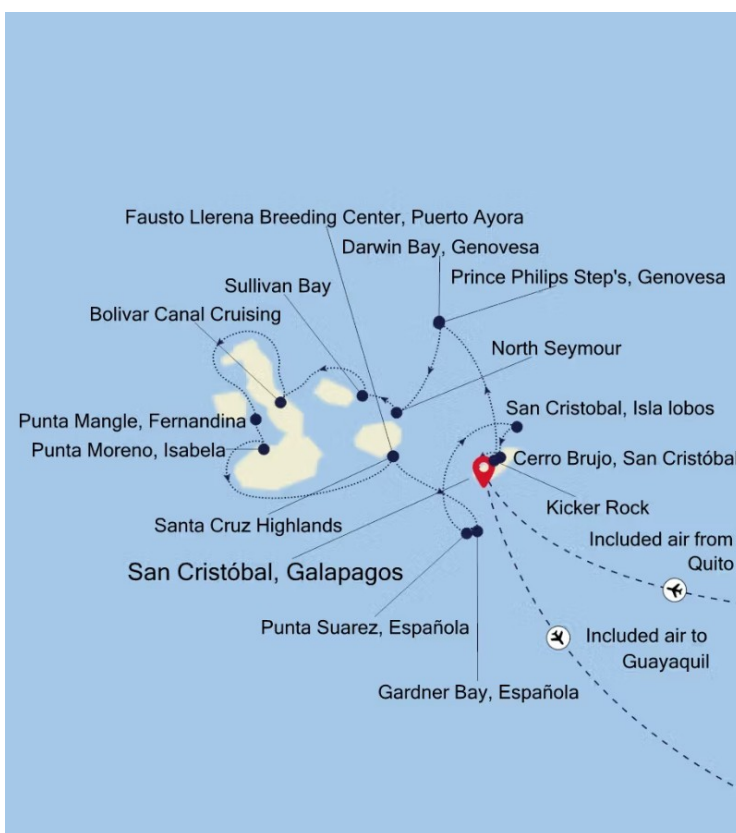 Fausto Llerena Breeding Center, Puerto Ayora
Darwin Bay, Genovesa
Prince Philips Step's, Genovesa
Sullivan Bay
Bolivar Canal Cruising
North Seymour
San Cristobal, Isla lobos
Punta Mangle, Fernandina
Punta Moreno, Isabela
Cerro Brujo, San Cristóbal
Kicker Rock
Santa Cruz Highlands
Included air from
Quito
San Cristóbal, Galapagos
Punta Suarez, Española
Included air to
Guayaquil
Gardner Bay, Española